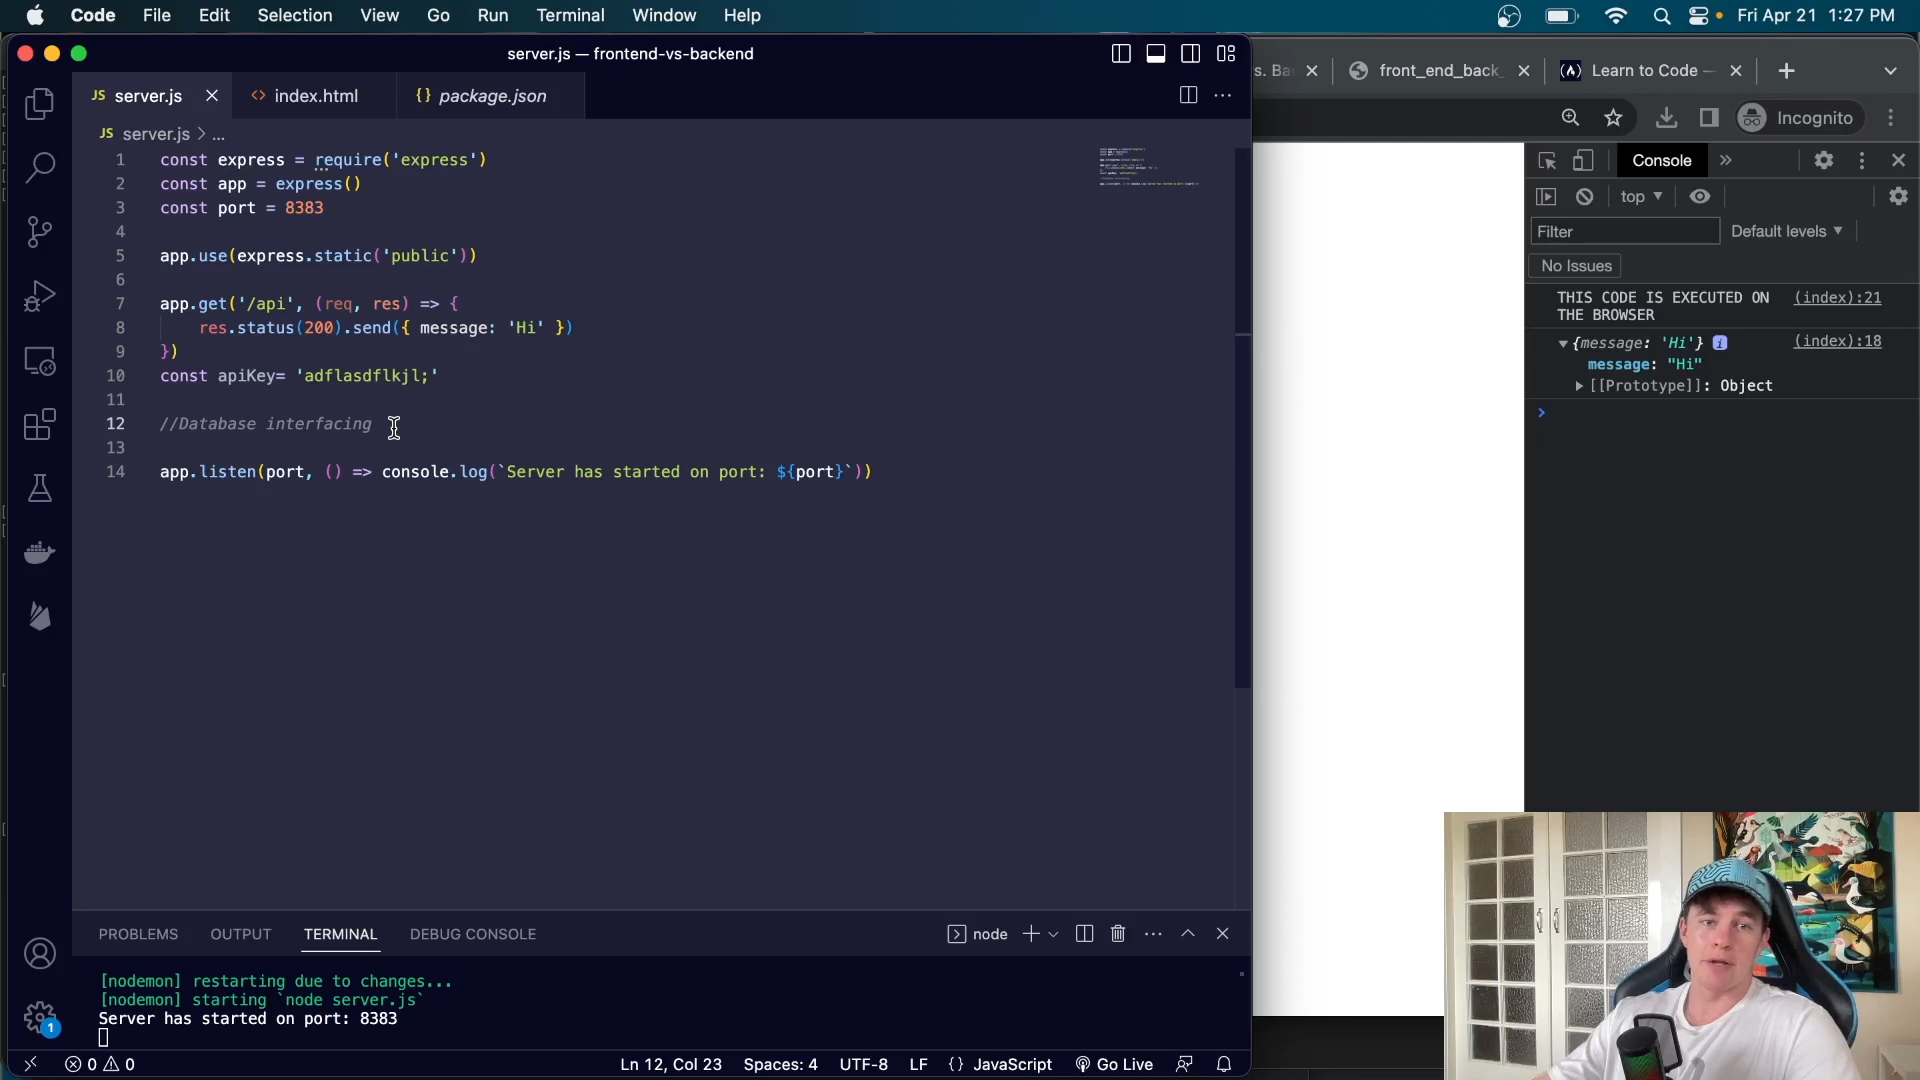 Code File Edit Selection View Go Run Terminal Window Help Fri Apr 21 1:27 PM
server.js — frontend-vs-backend
JS server.js index.html {} package.json
JS server.js > ...
1 const express = require('express')
2 const app = express()
3 const port = 8383
4
5 app.use(express.static('public'))
6
7 app.get('/api', (req, res) => {
8 res.status(200).send({ message: 'Hi' })
9 })
10 const apiKey= 'adflasdflkjl;'
11
12 //Database interfacing
13
14 app.listen(port, () => console.log(`Server has started on port: ${port}`))
PROBLEMS OUTPUT TERMINAL DEBUG CONSOLE node
[nodemon] restarting due to changes...
[nodemon] starting `node server.js`
Server has started on port: 8383
1
0 0 Ln 12, Col 23 Spaces: 4 UTF-8 LF {} JavaScript Go Live
s. Ba front_end_back Learn to Code –
Incognito
Console
top
Filter Default levels
No Issues
THIS CODE IS EXECUTED ON (index):21
THE BROWSER
{message: 'Hi'} i (index):18
message: "Hi"
[[Prototype]]: Object